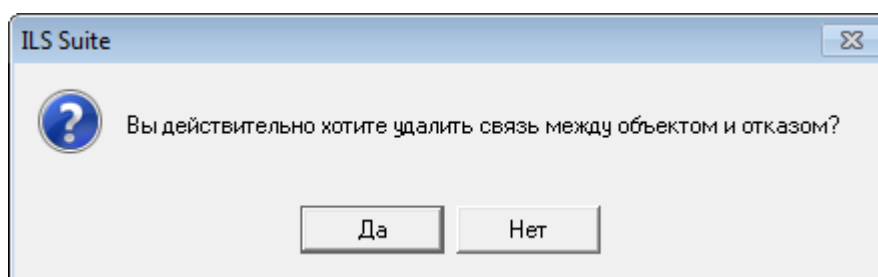 ILS Suite
Вы действительно хотите удалить связь между объектом и отказом?
Да Нет